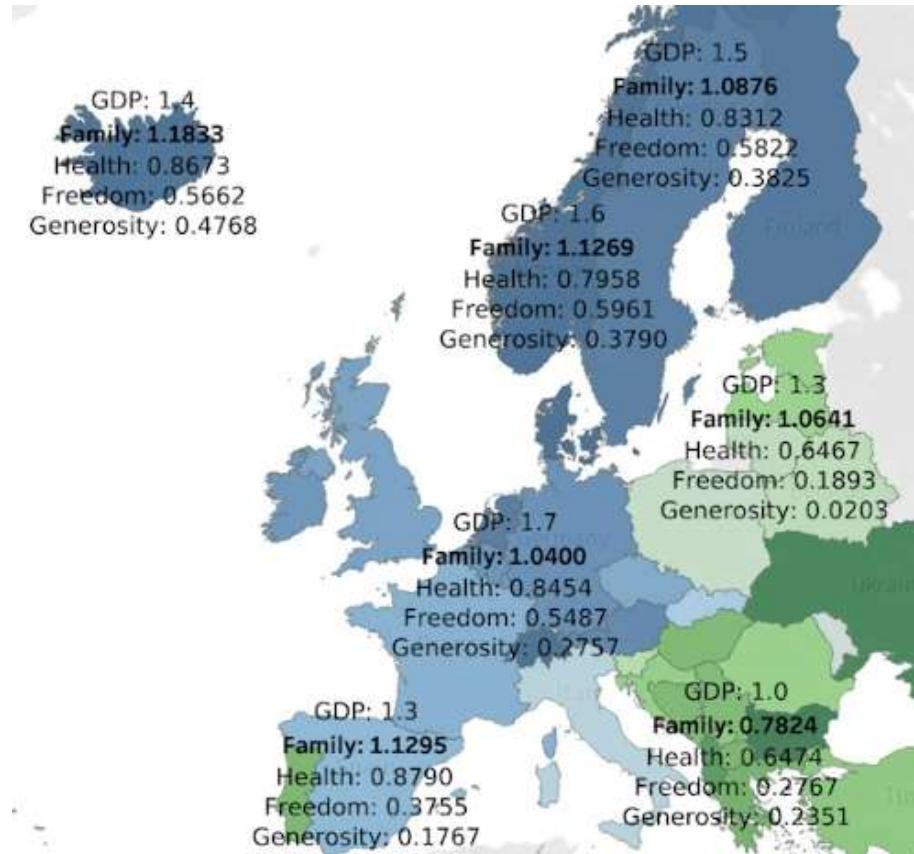 GDP: 1.5
Family: 1.0876
Health: 0.8312
Freedom: 0.5822
Generosity: 0.3825
GDP: 1.4
Family: 1.1833
Health: 0.8673
Freedom: 0.5662
Generosity: 0.4768
GDP: 1.6
Family: 1.1269
Health: 0.7958
Freedom: 0.5961
Generosity: 0.3790
Finland
GDP: 1.3
Family: 1.0641
Health: 0.6467
Freedom: 0.1893
Generosity: 0.0203
GDP: 1.7
Family: 1.0400
Health: 0.8454
Freedom: 0.5487
Generosity: 0.2757
GDP: 1.3
Family: 1.1295
Health: 0.8790
Freedom: 0.3755
Generosity: 0.1767
GDP: 1.0
Family: 0.7824
Health: 0.6474
Freedom: 0.2767
Generosity: 0.2351